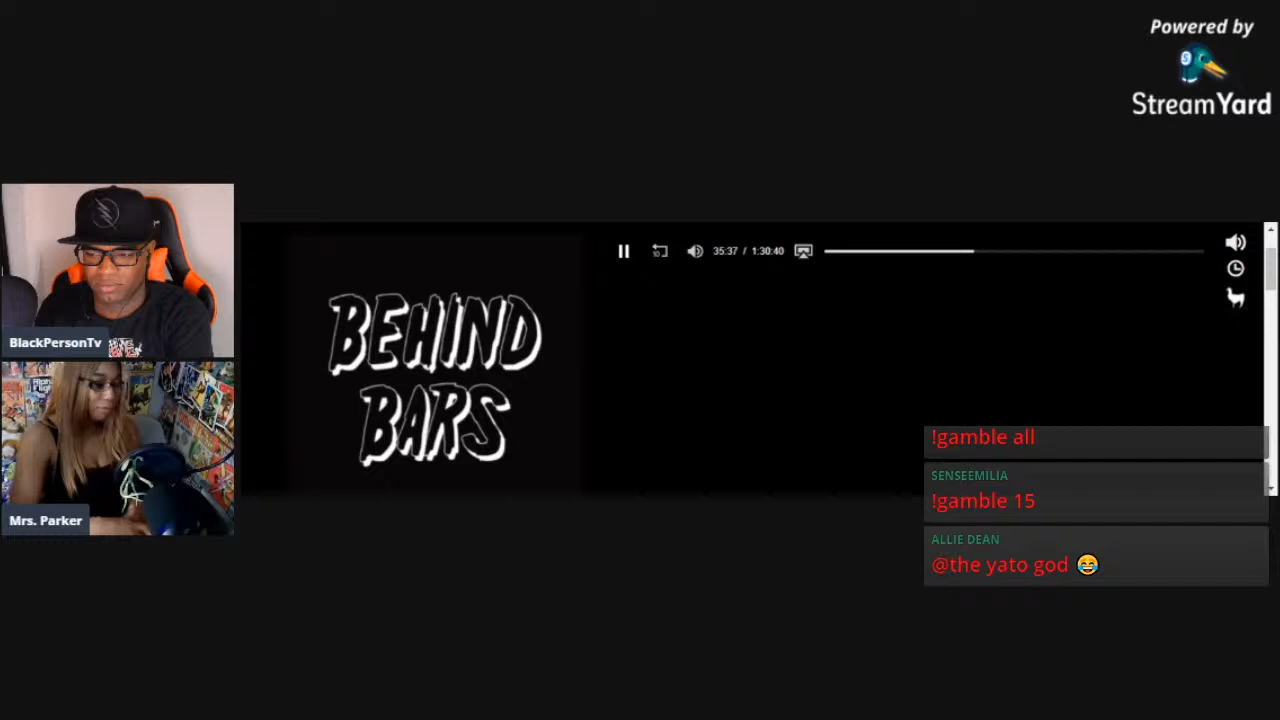 Powered by
StreamYard
BlackPersonTv
Mrs. Parker
BEHIND
BARS
10
35:37 / 1:30:40
!gamble all
SENSEEMILIA
!gamble 15
ALLIE DEAN
@the yato god 😂